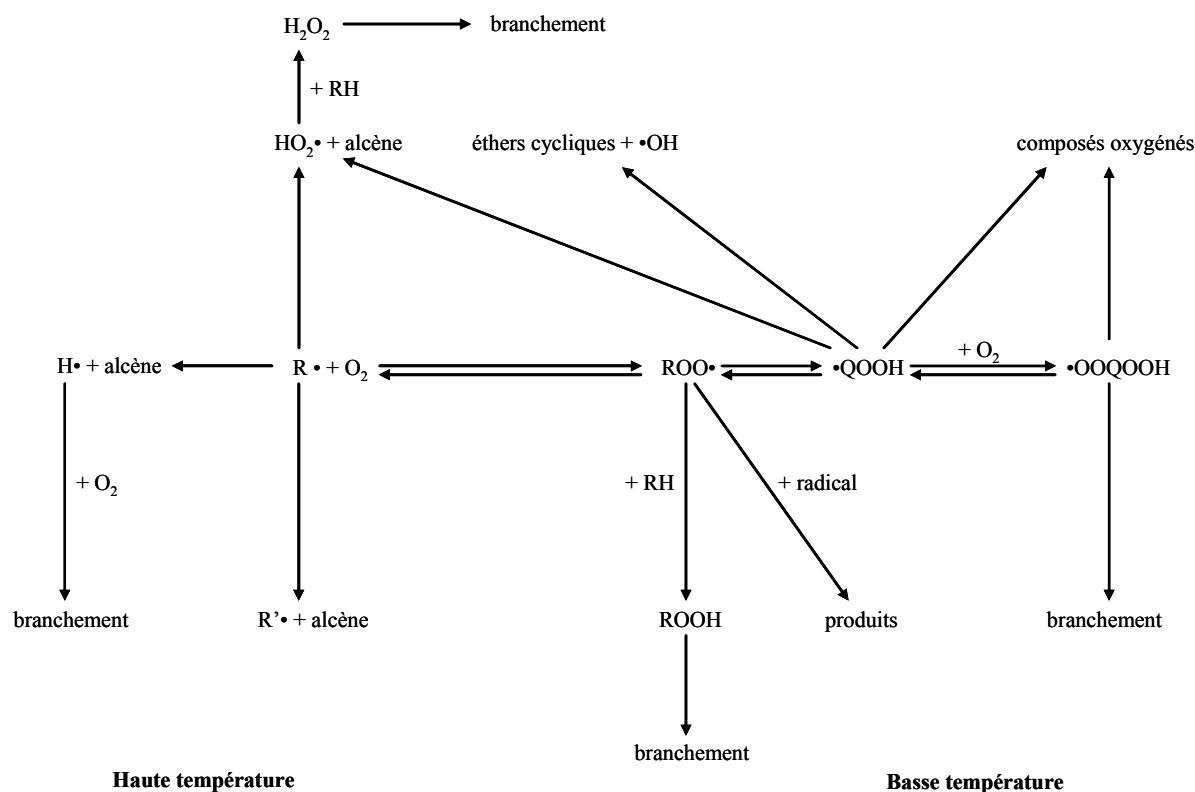 H₂O₂ branchement
+ RH
HO₂• + alcène éthers cycliques + •OH composés oxygénés
H• + alcène R • + O₂ ROO• •QOOH + O₂ •OOQOOH
+ O₂ + RH + radical
branchement R’• + alcène ROOH produits branchement
branchement
Haute température Basse température